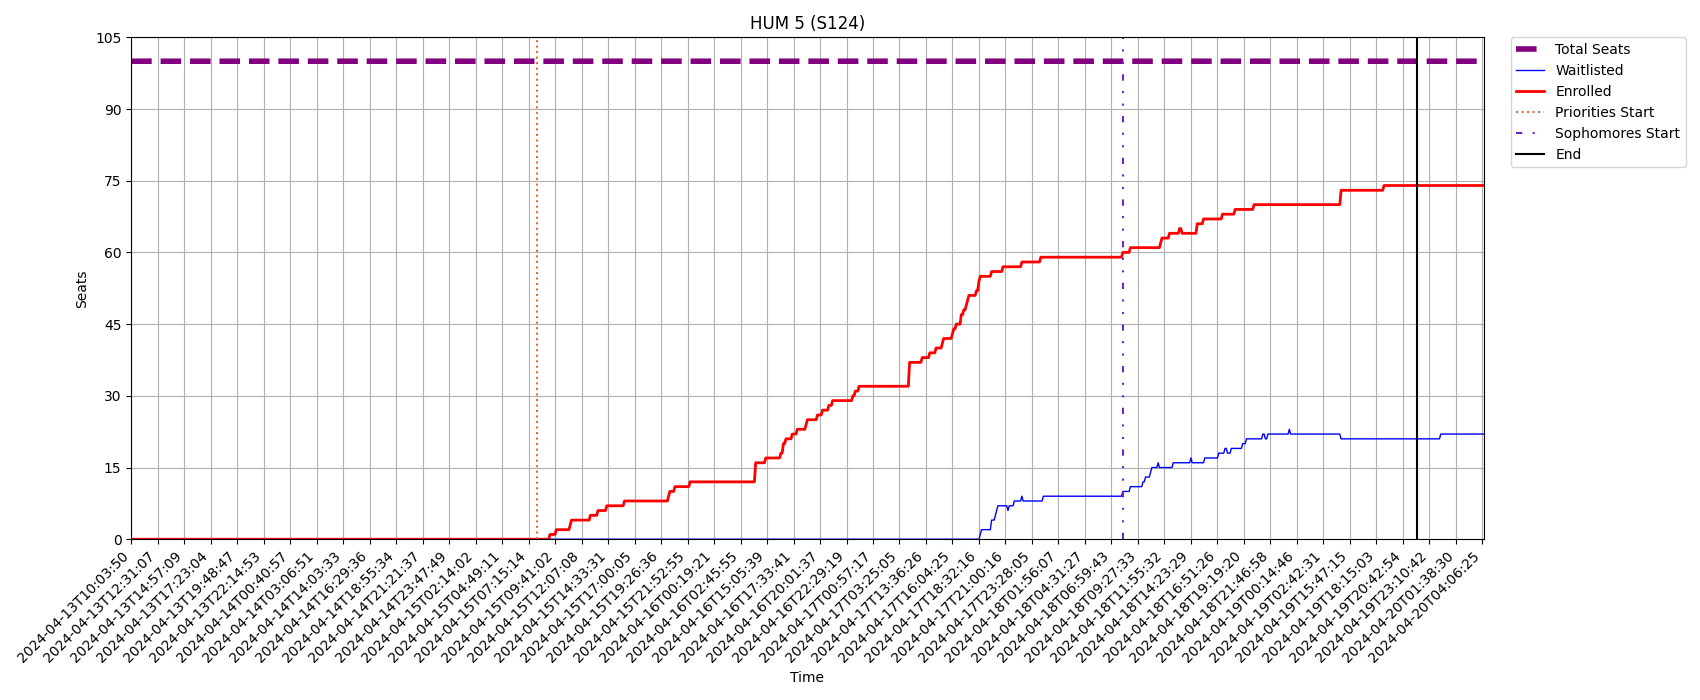 HUM 5 (S124)
105
90
75
60
45
30
15
0
Seats
2024-04-13T10:03:50
2024-04-13T12:31:07
2024-04-13T14:57:09
2024-04-13T17:23:04
2024-04-13T19:48:47
2024-04-13T22:14:53
2024-04-14T00:40:57
2024-04-14T03:06:51
2024-04-14T14:03:33
2024-04-14T16:29:36
2024-04-14T18:55:34
2024-04-14T21:21:37
2024-04-14T23:47:49
2024-04-15T02:14:02
2024-04-15T04:49:11
2024-04-15T07:15:14
2024-04-15T09:41:02
2024-04-15T12:07:08
2024-04-15T14:33:31
2024-04-15T17:00:05
2024-04-15T19:26:36
2024-04-15T21:52:55
2024-04-16T00:19:21
2024-04-16T02:45:55
2024-04-16T15:05:39
2024-04-16T17:33:41
2024-04-16T20:01:37
2024-04-16T22:29:19
2024-04-17T00:57:17
2024-04-17T03:25:05
2024-04-17T13:36:26
2024-04-17T16:04:25
2024-04-17T18:32:16
2024-04-17T21:00:16
2024-04-17T23:28:05
2024-04-18T01:56:07
2024-04-18T04:31:27
2024-04-18T06:59:43
2024-04-18T09:27:33
2024-04-18T11:55:32
2024-04-18T14:23:29
2024-04-18T16:51:26
2024-04-18T19:19:20
2024-04-18T21:46:58
2024-04-19T00:14:46
2024-04-19T02:42:31
2024-04-19T15:47:15
2024-04-19T18:15:03
2024-04-19T20:42:54
2024-04-19T23:10:42
2024-04-20T01:38:30
2024-04-20T04:06:25
Time
Total Seats
Waitlisted
Enrolled
Priorities Start
Sophomores Start
End